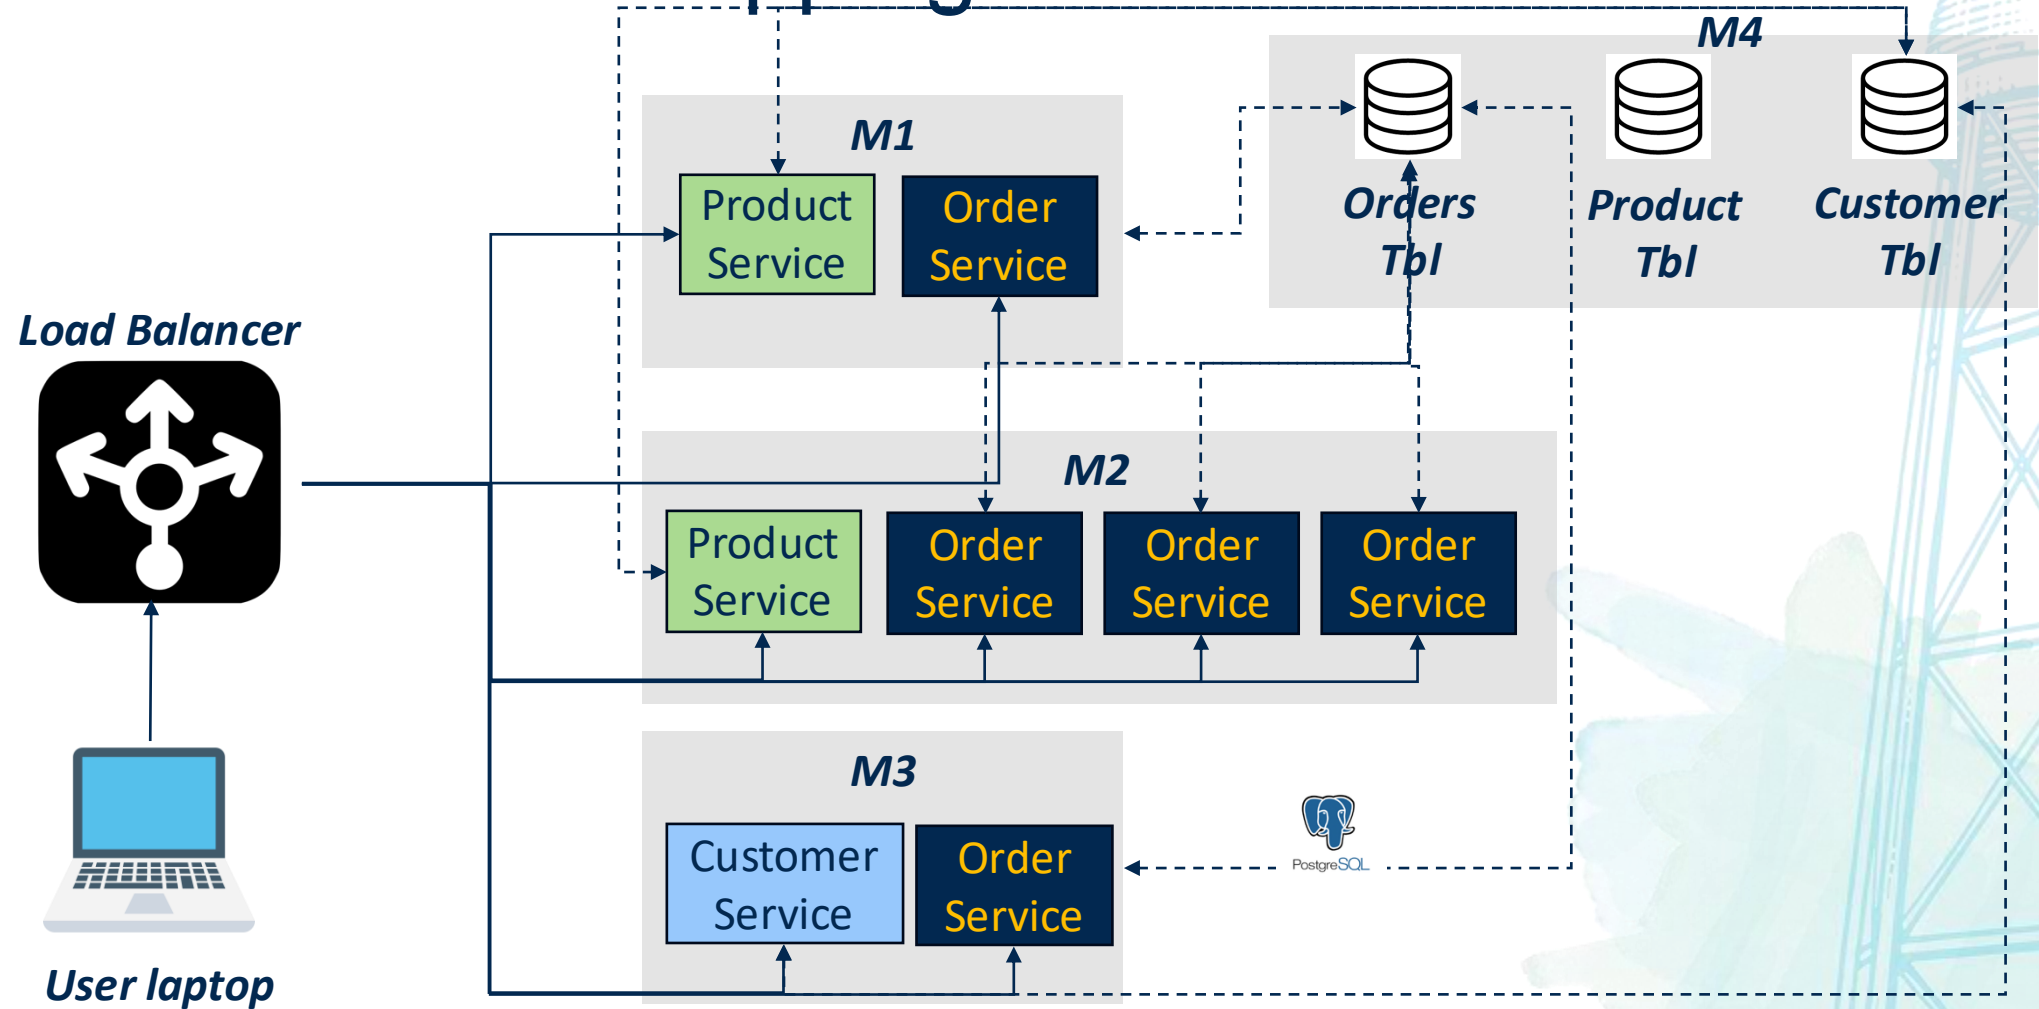 M4
M1
Product
Service
Order
Service
Orders
Tbl
Product
Tbl
Customer
Tbl
Load Balancer
M2
Product
Service
Order
Service
Order
Service
Order
Service
M3
Customer
Service
Order
Service
PostgreSQL
User laptop